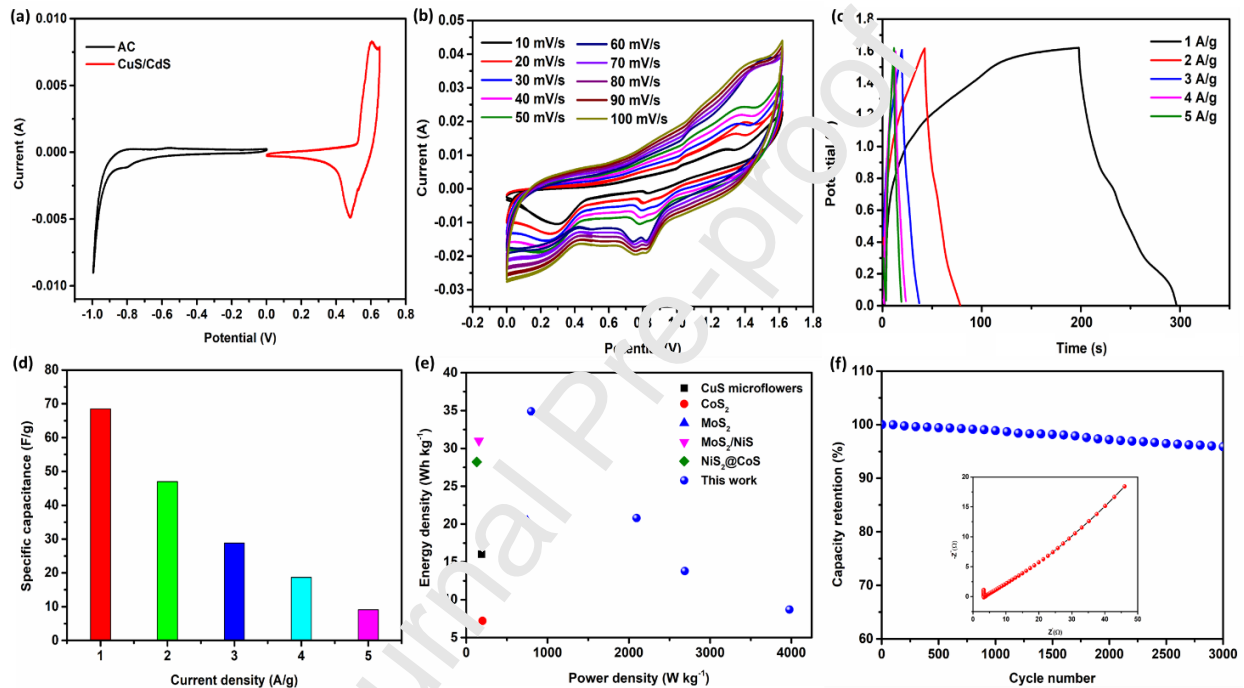 (a)
AC
CuS/CdS
0.010
0.005
0.000
-0.005
-0.010
Current (A)
-1.0 -0.8 -0.6 -0.4 -0.2 0.0 0.2 0.4 0.6 0.8
Potential (V)
(b)
10 mV/s 60 mV/s
20 mV/s 70 mV/s
30 mV/s 80 mV/s
40 mV/s 90 mV/s
50 mV/s 100 mV/s
0.05
0.04
0.03
0.02
0.01
0.00
-0.01
-0.02
-0.03
Current (A)
0.0 0.2 0.4 0.6 0.8 1.0 1.2 1.4 1.6 1.8
Potential (V)
(c)
1 A/g
2 A/g
3 A/g
4 A/g
5 A/g
1.8
1.6
1.4
1.2
1.0
0.8
0.6
0.4
0.2
0.0
0 100 200 300
Time (s)
(d)
80
70
60
50
40
30
20
10
0
Specific capacitance (F/g)
1 2 3 4 5
Current density (A/g)
(e)
CuS microflowers
CoS2
MoS2
MoS2/NiS
NiS2@CoS
This work
40
35
30
25
20
15
10
5
Energy density (Wh kg-1)
0 1000 2000 3000 4000
Power density (W kg-1)
(f)
110
105
100
95
90
85
80
75
70
65
60
Capacity retention (%)
0 500 1000 1500 2000 2500 3000
Cycle number
20
15
10
5
0
-5
-Z''(Ω)
0 10 20 30 40 50
Z'(Ω)
Journal Pre-proof